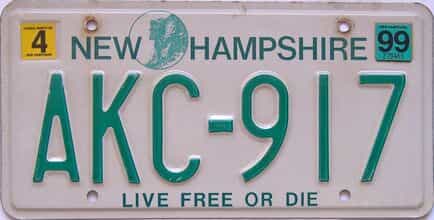 4 NEW HAMPSHIRE 99
AKC-917
LIVE FREE OR DIE